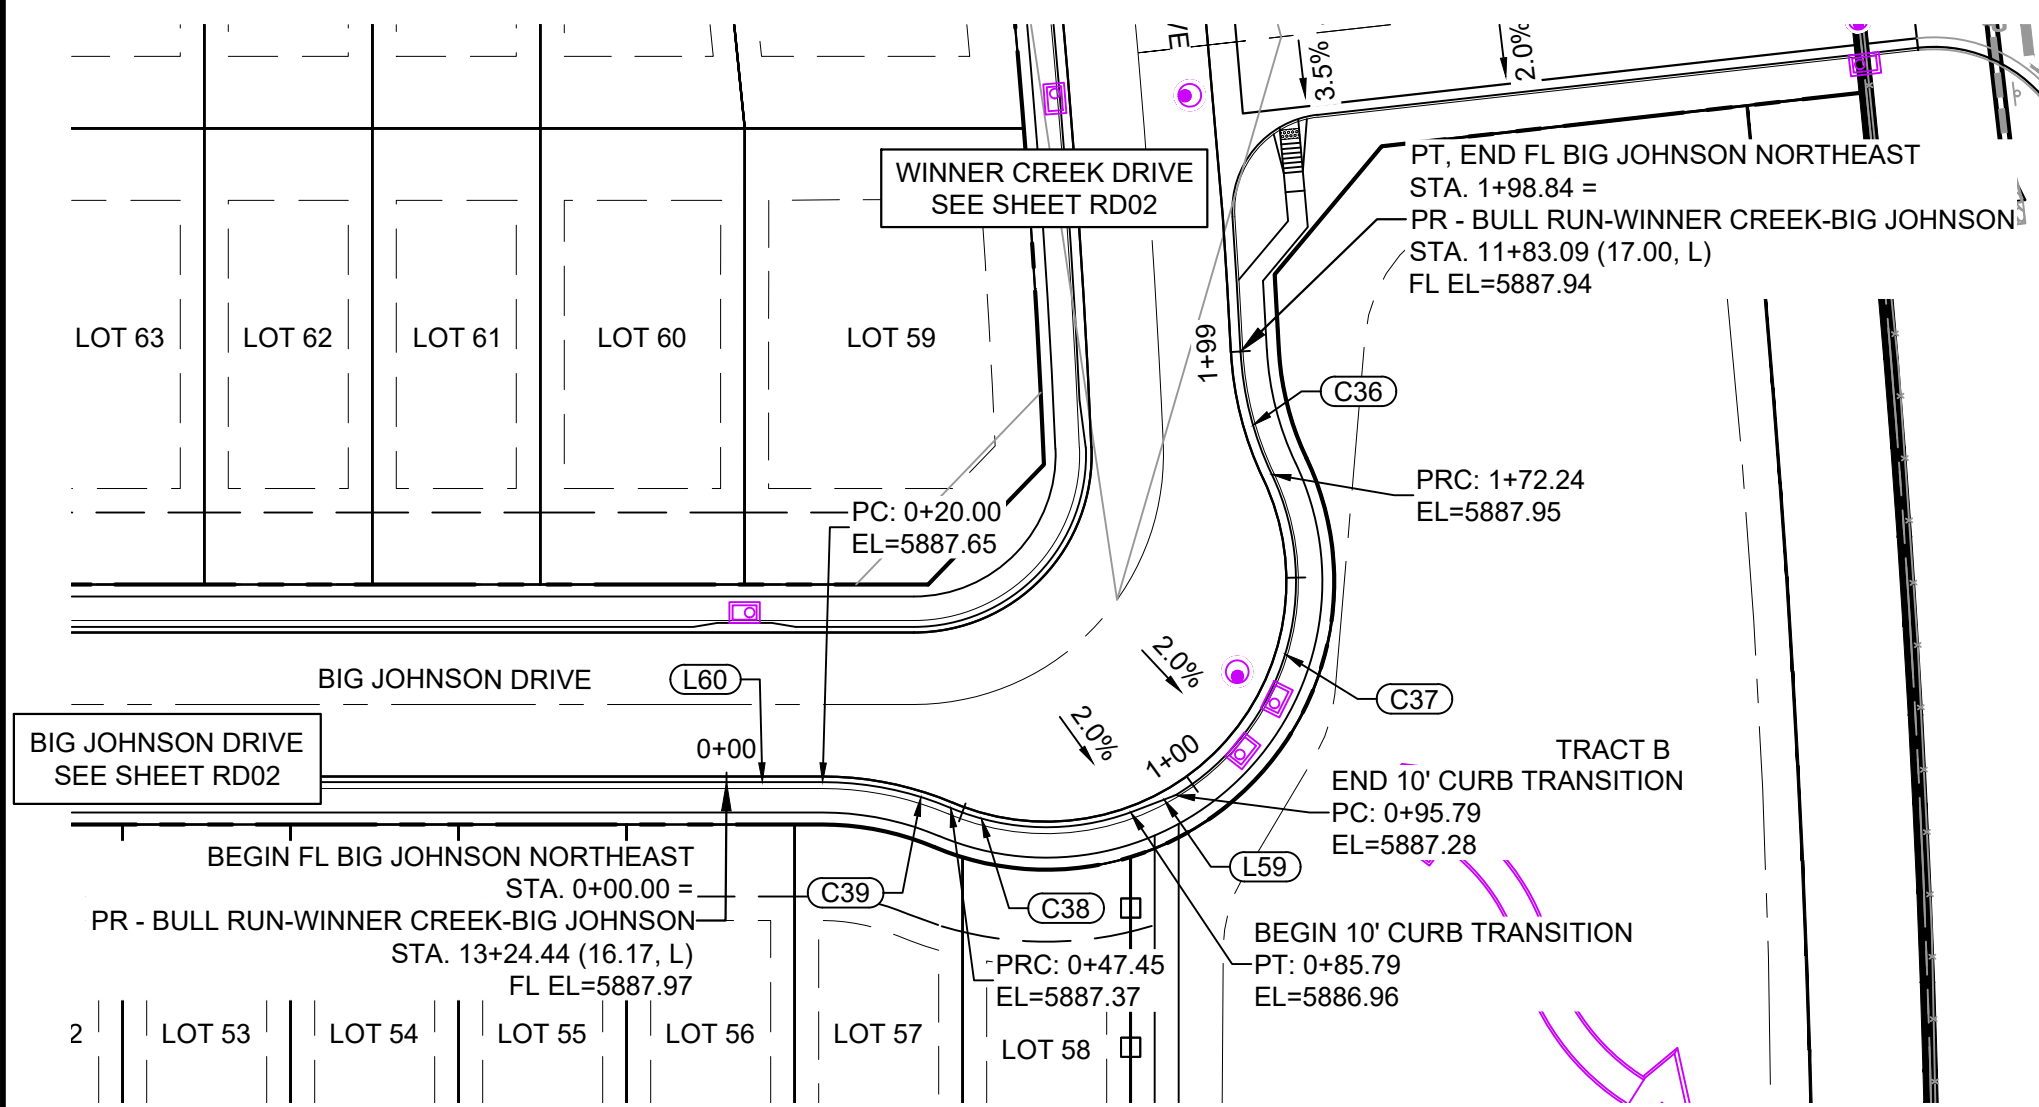 VE
3.5%
2.0%
WINNER CREEK DRIVE
SEE SHEET RD02
PT, END FL BIG JOHNSON NORTHEAST
STA. 1+98.84 =
PR - BULL RUN-WINNER CREEK-BIG JOHNSON
STA. 11+83.09 (17.00, L)
FL EL=5887.94
LOT 63
LOT 62
LOT 61
LOT 60
LOT 59
1+99
C36
PRC: 1+72.24
EL=5887.95
PC: 0+20.00
EL=5887.65
BIG JOHNSON DRIVE
L60
2.0%
2.0%
C37
BIG JOHNSON DRIVE
SEE SHEET RD02
0+00
1+00
TRACT B
END 10' CURB TRANSITION
PC: 0+95.79
EL=5887.28
BEGIN FL BIG JOHNSON NORTHEAST
STA. 0+00.00 =
PR - BULL RUN-WINNER CREEK-BIG JOHNSON
STA. 13+24.44 (16.17, L)
FL EL=5887.97
C39
C38
L59
PRC: 0+47.45
EL=5887.37
BEGIN 10' CURB TRANSITION
PT: 0+85.79
EL=5886.96
2
LOT 53
LOT 54
LOT 55
LOT 56
LOT 57
LOT 58